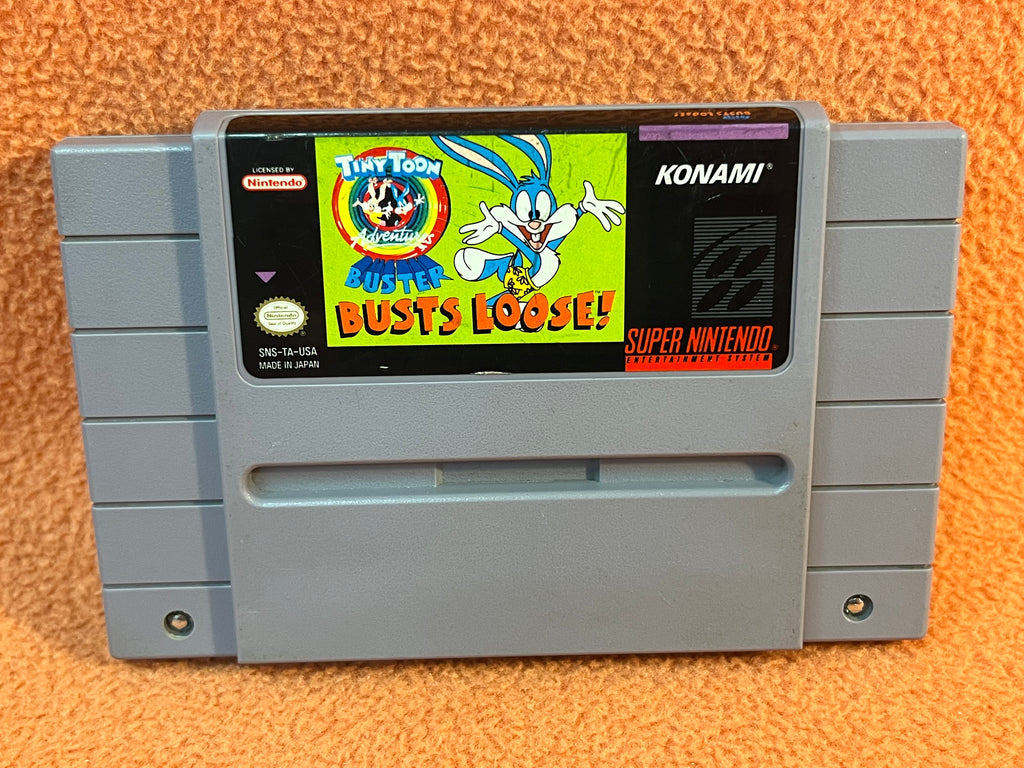 LICENSED BY
Nintendo
TINY TOON
Adventures
BUSTER
BUSTS LOOSE!™
KONAMI®
Official
Nintendo
Seal of Quality
SNS-TA-USA
MADE IN JAPAN
SUPER NINTENDO®
ENTERTAINMENT SYSTEM